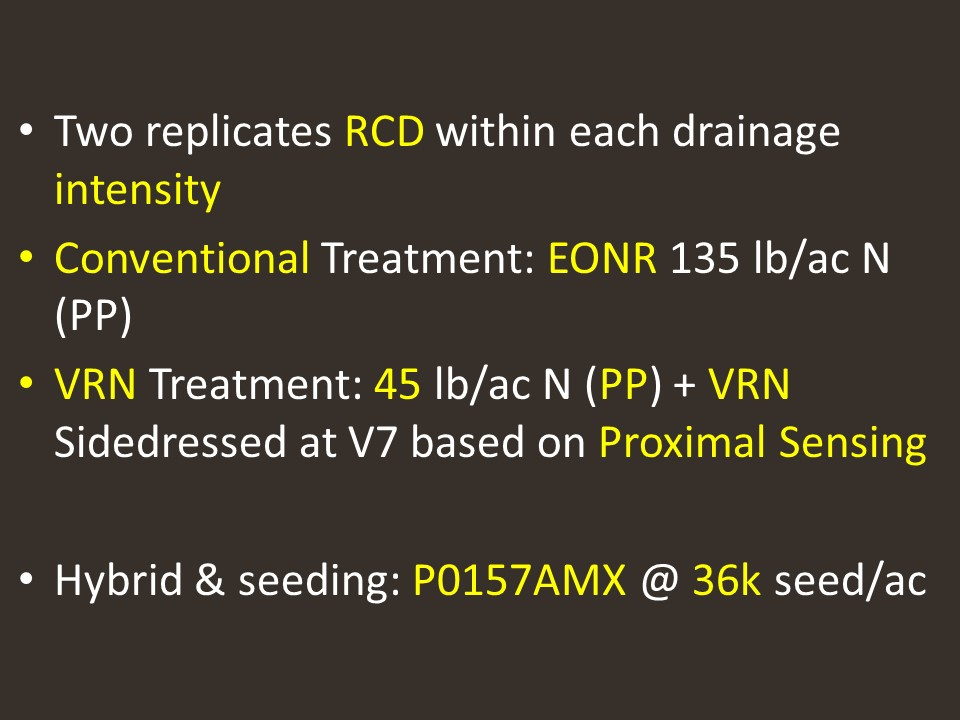 • Two replicates RCD within each drainage
intensity
• Conventional Treatment: EONR 135 lb/ac N
(PP)
• VRN Treatment: 45 lb/ac N (PP) + VRN
Sidedressed at V7 based on Proximal Sensing
• Hybrid & seeding: P0157AMX @ 36k seed/ac